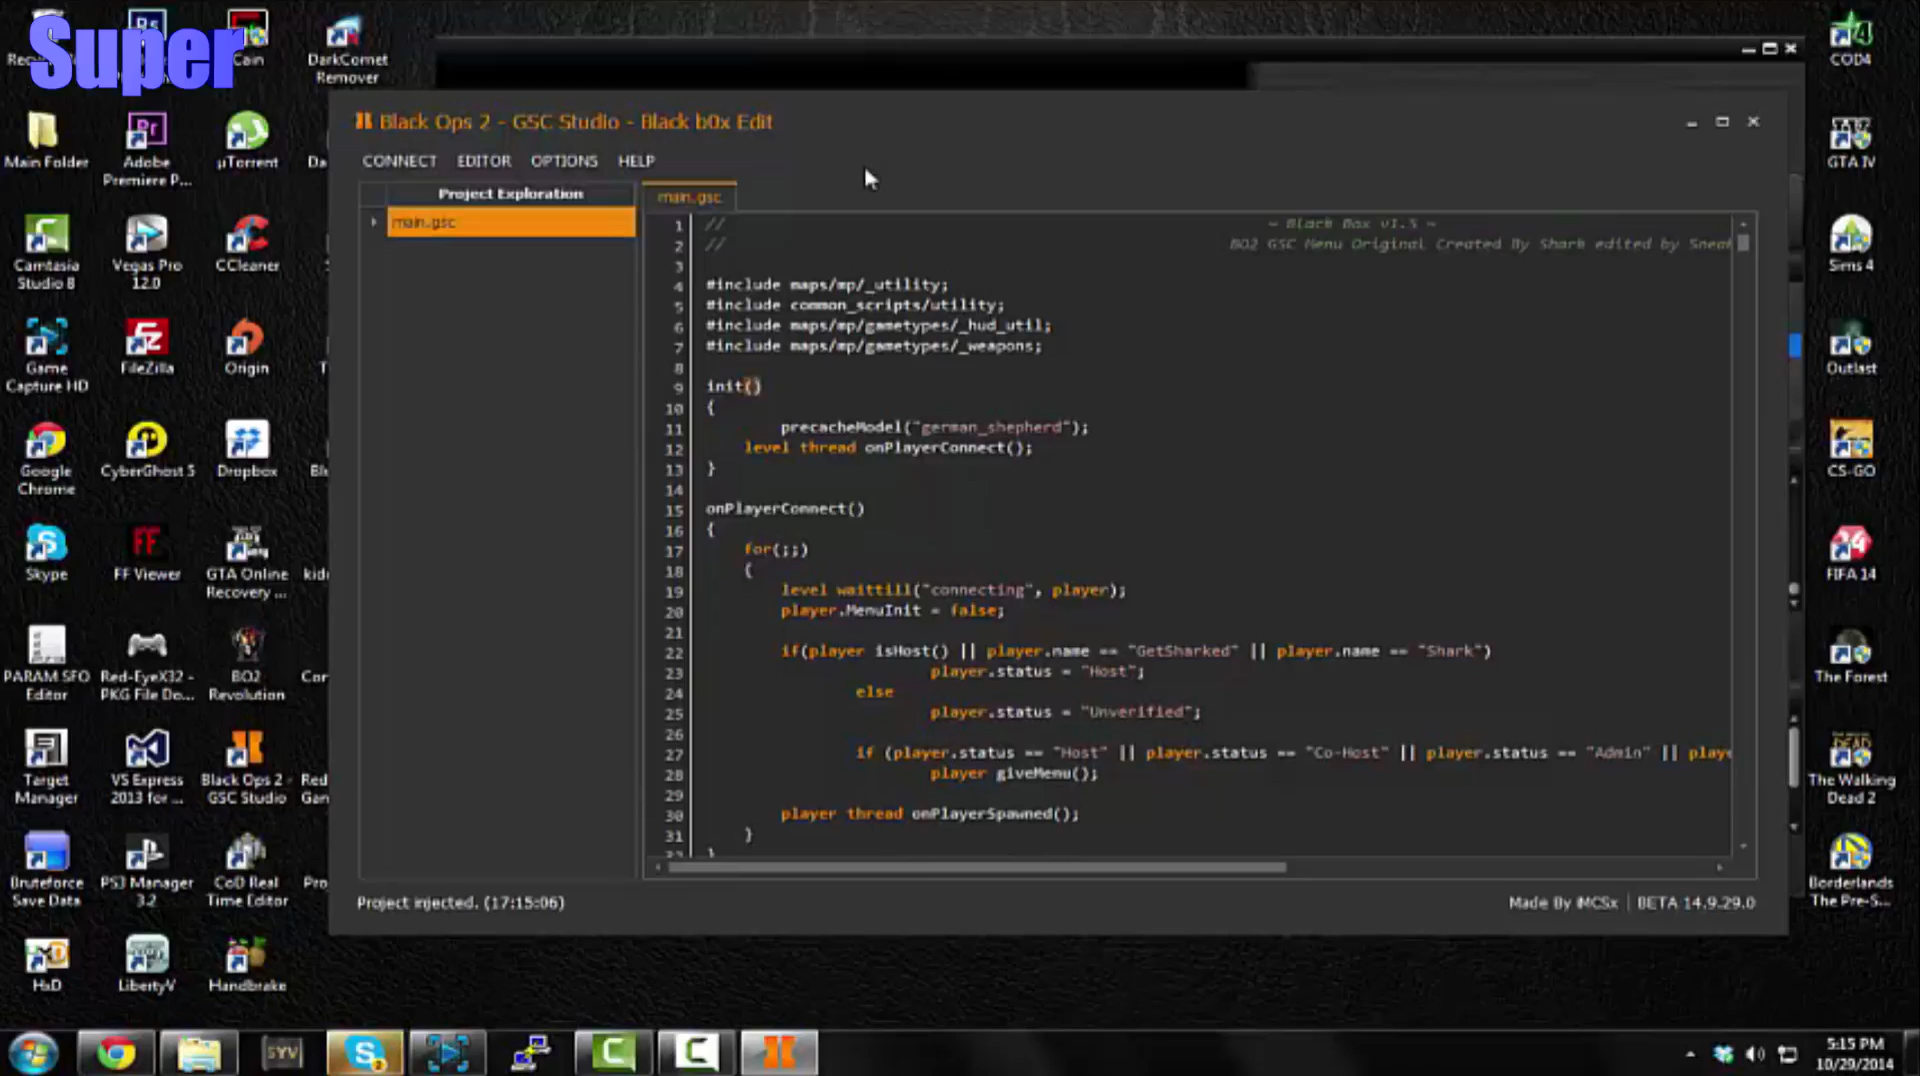 Super
Cain
DarkComet
Remover
COD4
Main Folder
Adobe
Premiere P...
µTorrent
Da
GTA IV
Camtasia
Studio 8
Vegas Pro
12.0
CCleaner
Sims 4
Game
Capture HD
FileZilla
Origin
Outlast
Google
Chrome
CyberGhost 5
Dropbox
CS-GO
Skype
FF Viewer
GTA Online
Recovery ...
kid
FIFA 14
PARAM SFO
Editor
Red-EyeX32 -
PKG File Do...
BO2
Revolution
Cor
The Forest
Target
Manager
VS Express
2013 for ...
Black Ops 2 -
GSC Studio
Red
Gan
The Walking
Dead 2
Bruteforce
Save Data
PS3 Manager
3.2
CoD Real
Time Editor
Pro
Borderlands
The Pre-S...
HxD
LibertyV
Handbrake
Black Ops 2 - GSC Studio - Black b0x Edit
CONNECT EDITOR OPTIONS HELP
Project Exploration
main.gsc
main.gsc
1 // ~ Black Box v1.5 ~
2 // BO2 GSC Menu Original Created By Shark edited by
3
4 #include maps/mp/_utility;
5 #include common_scripts/utility;
6 #include maps/mp/gametypes/_hud_util;
7 #include maps/mp/gametypes/_weapons;
8
9 init()
10 {
11 precacheModel("german_shepherd");
12 level thread onPlayerConnect();
13 }
14
15 onPlayerConnect()
16 {
17 for(;;)
18 {
19 level waittill("connecting", player);
20 player.MenuInit = false;
21
22 if(player isHost() || player.name == "GetSharked" || player.name == "Shark")
23 player.status = "Host";
24 else
25 player.status = "Unverified";
26
27 if (player.status == "Host" || player.status == "Co-Host" || player.status == "Admin" || playe
28 player giveMenu();
29
30 player thread onPlayerSpawned();
31 }
Project injected. (17:15:06)
Made By iMCSx | BETA 14.9.29.0
SYV
5:15 PM
10/29/2014